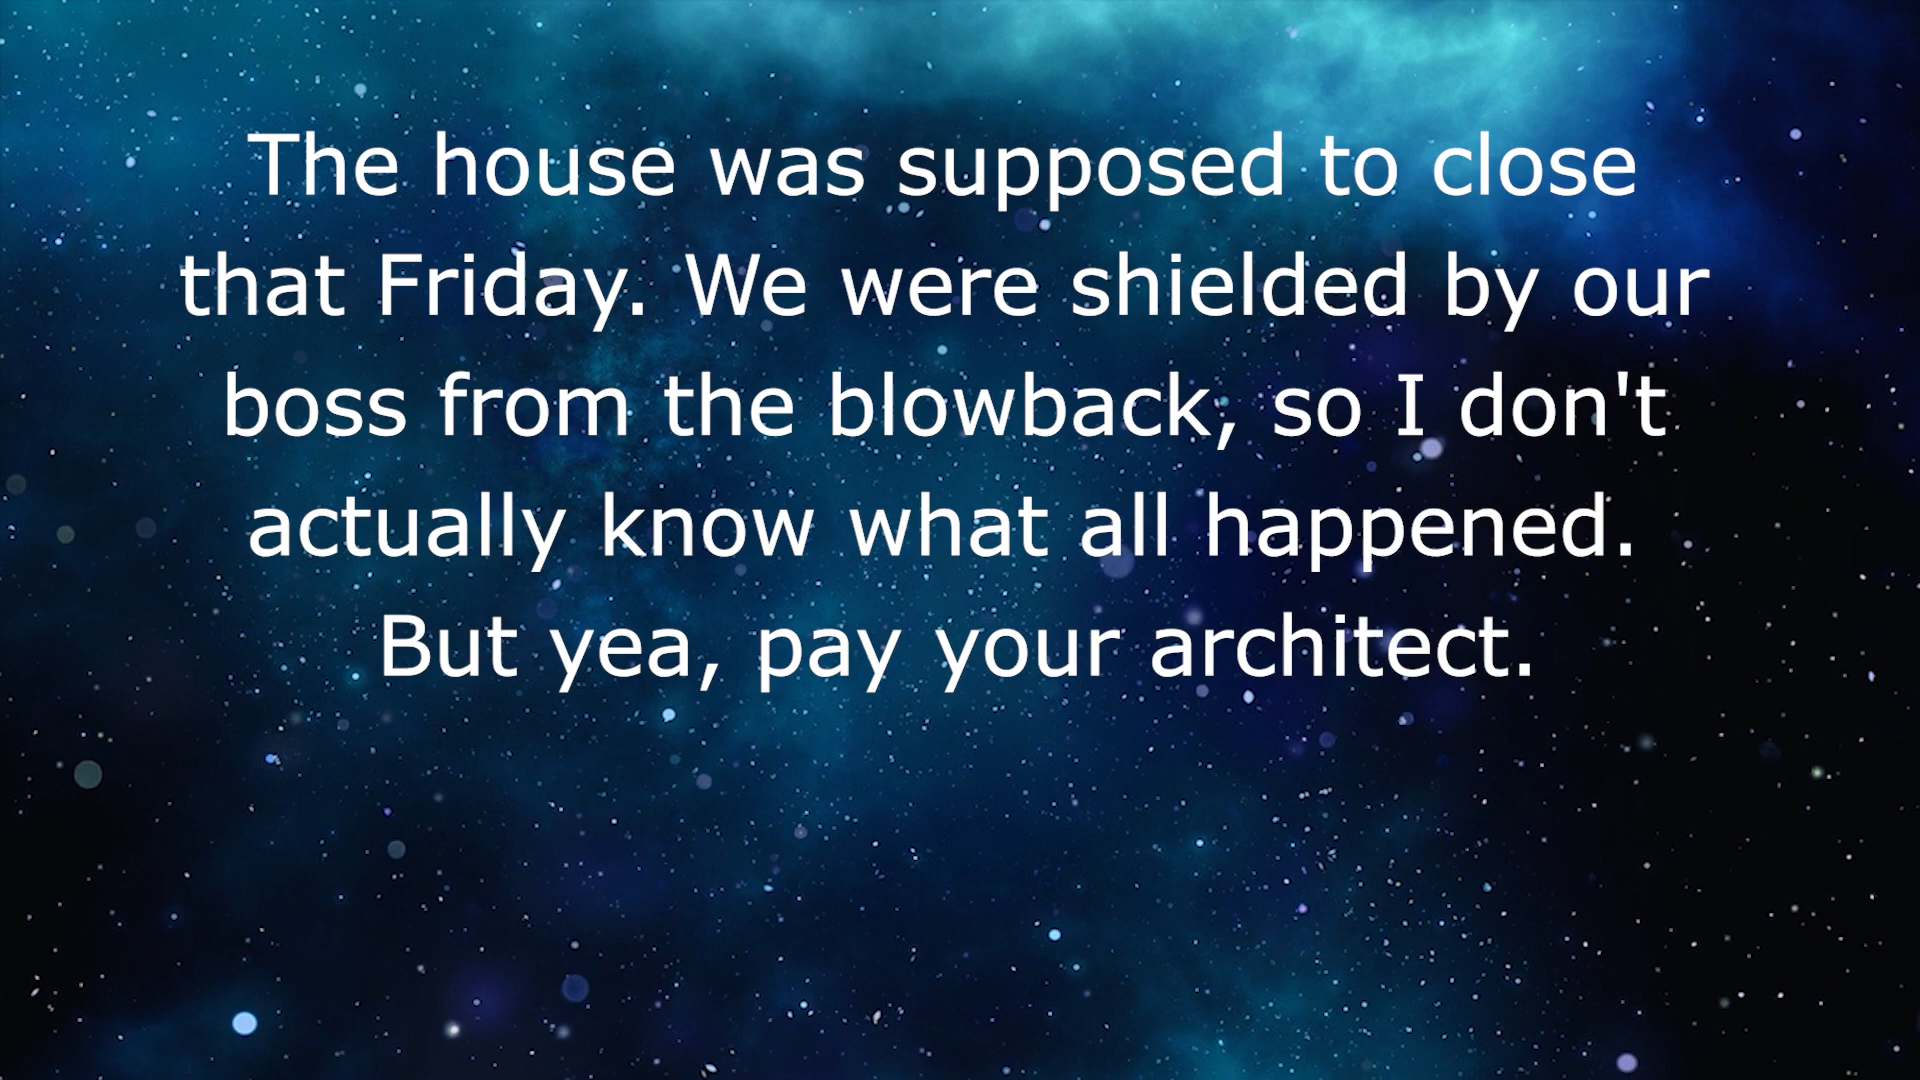 The house was supposed to close
that Friday. We were shielded by our
boss from the blowback, so I don't
actually know what all happened.
But yea, pay your architect.